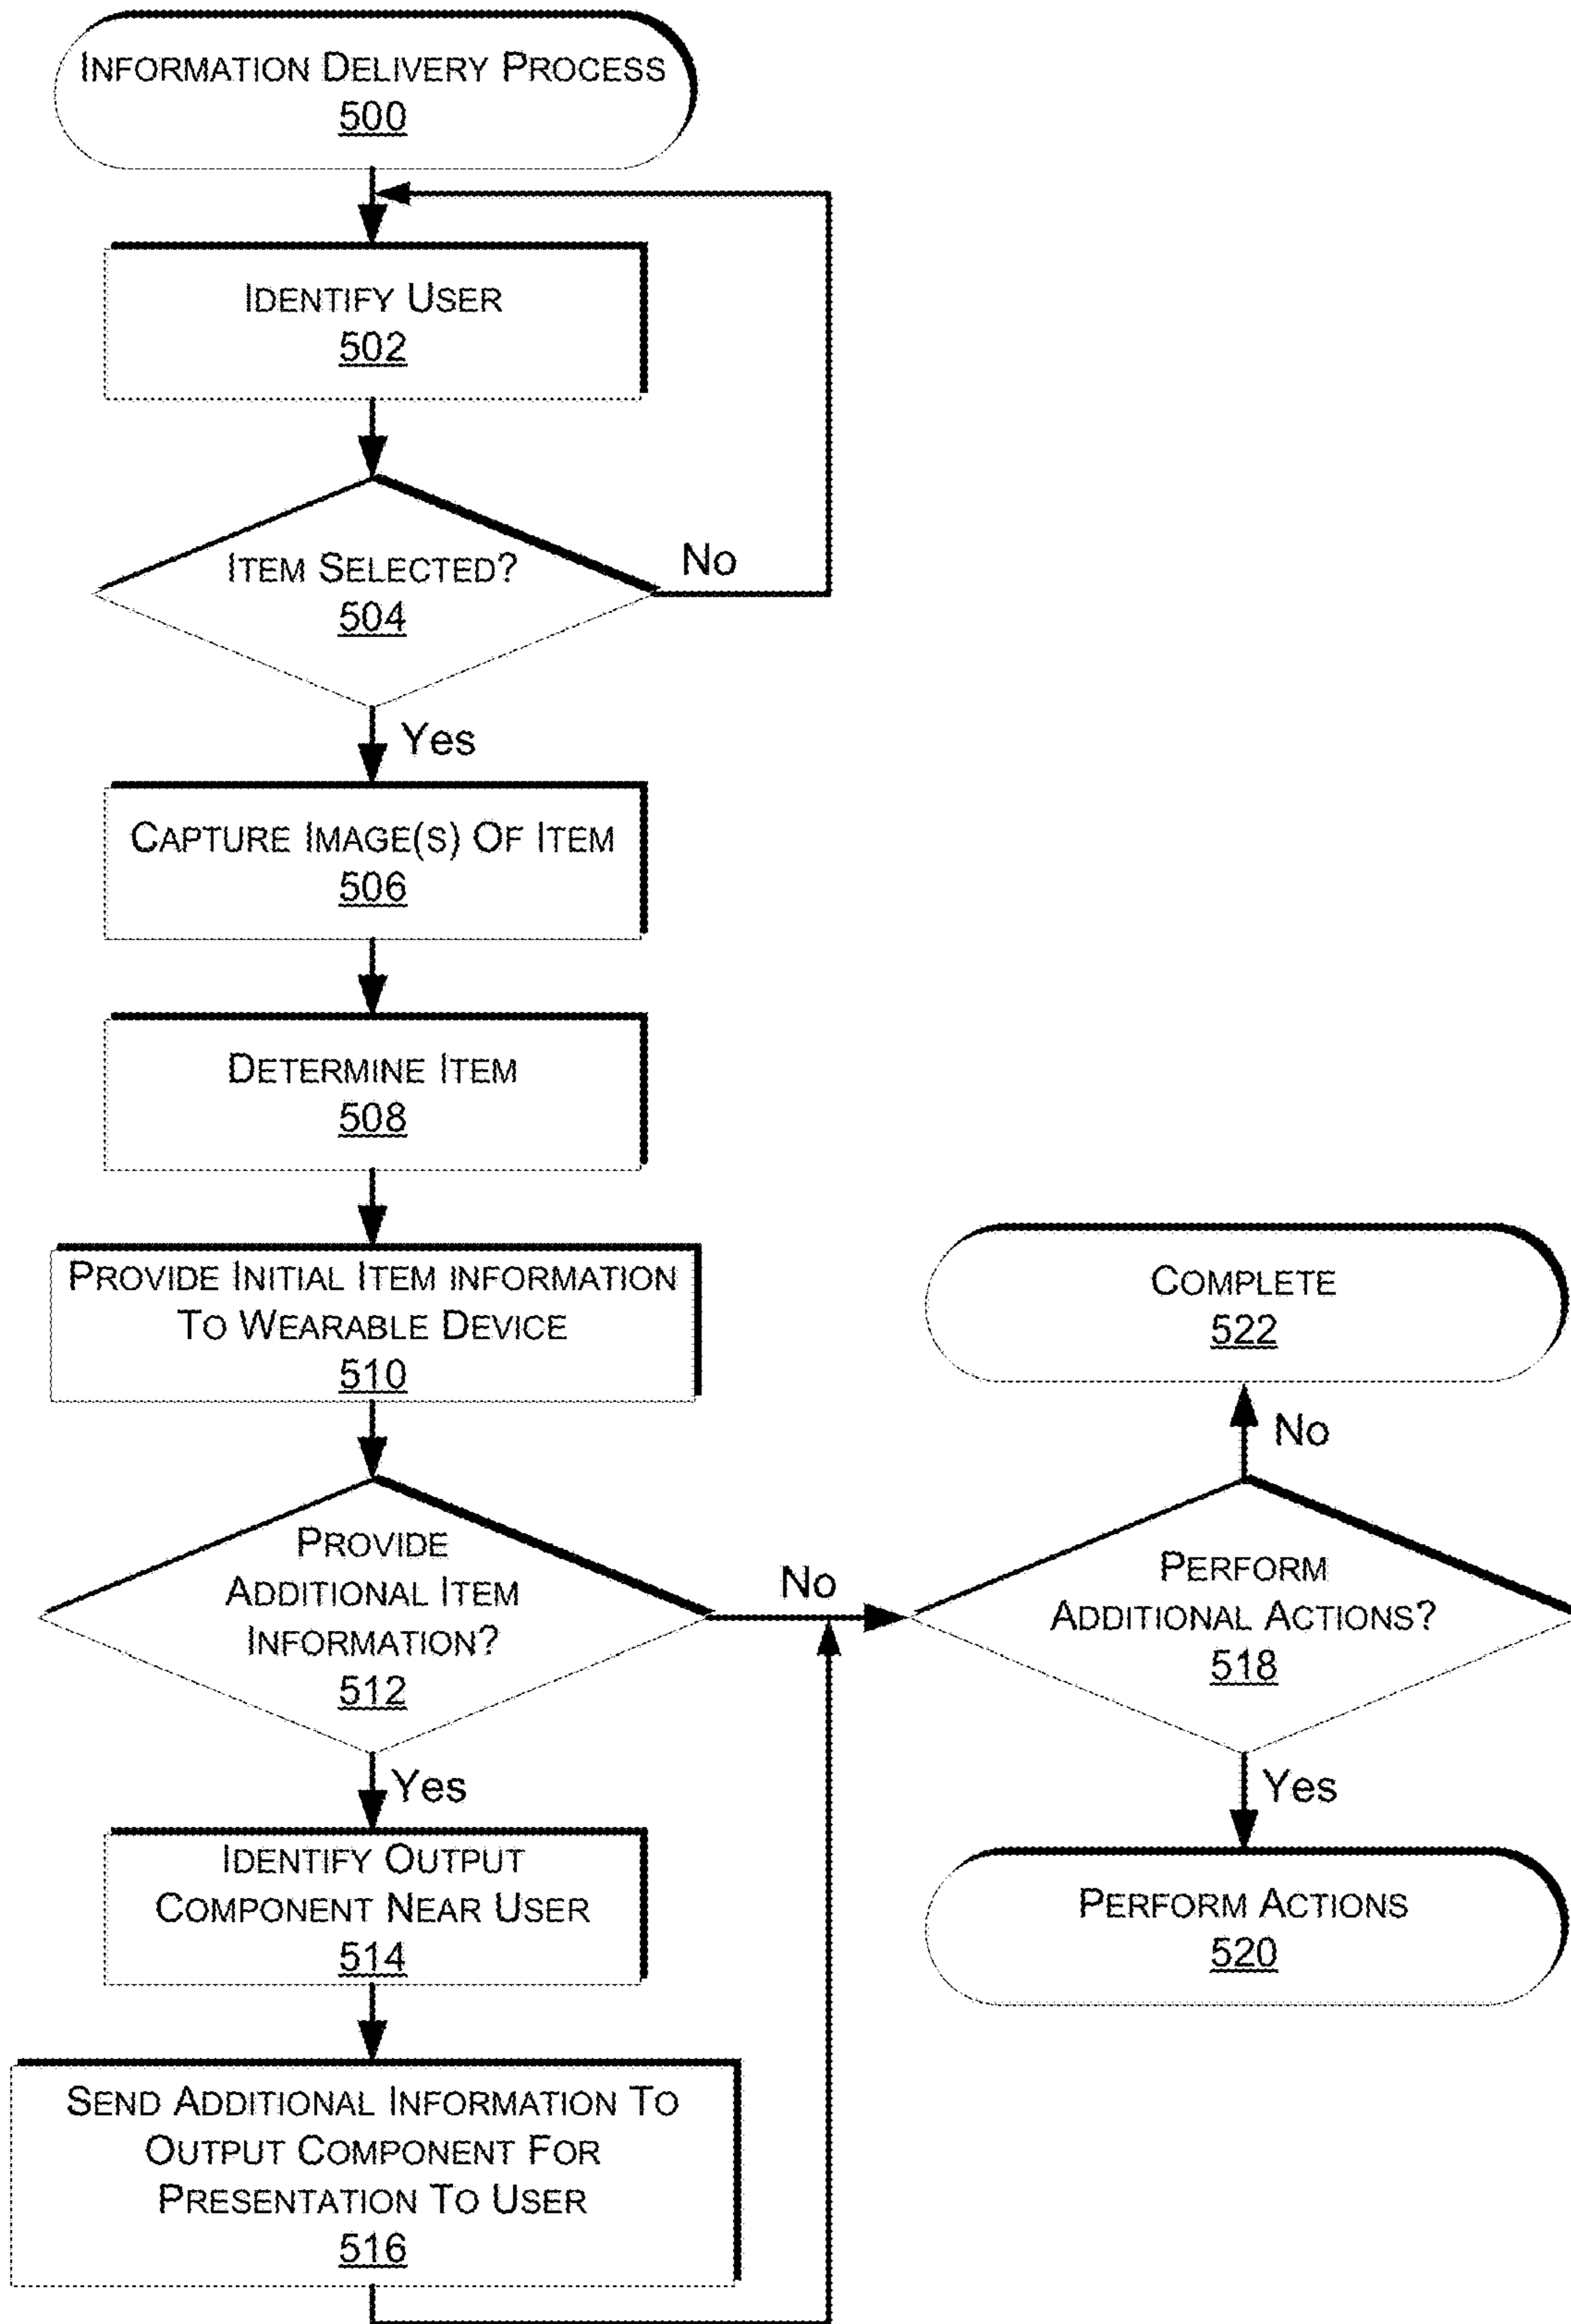 INFORMATION DELIVERY PROCESS
500
IDENTIFY USER
502
ITEM SELECTED?
504
No
Yes
CAPTURE IMAGE(S) OF ITEM
506
DETERMINE ITEM
508
PROVIDE INITIAL ITEM INFORMATION
TO WEARABLE DEVICE
510
PROVIDE
ADDITIONAL ITEM
INFORMATION?
512
No
Yes
IDENTIFY OUTPUT
COMPONENT NEAR USER
514
SEND ADDITIONAL INFORMATION TO
OUTPUT COMPONENT FOR
PRESENTATION TO USER
516
COMPLETE
522
No
PERFORM
ADDITIONAL ACTIONS?
518
Yes
PERFORM ACTIONS
520